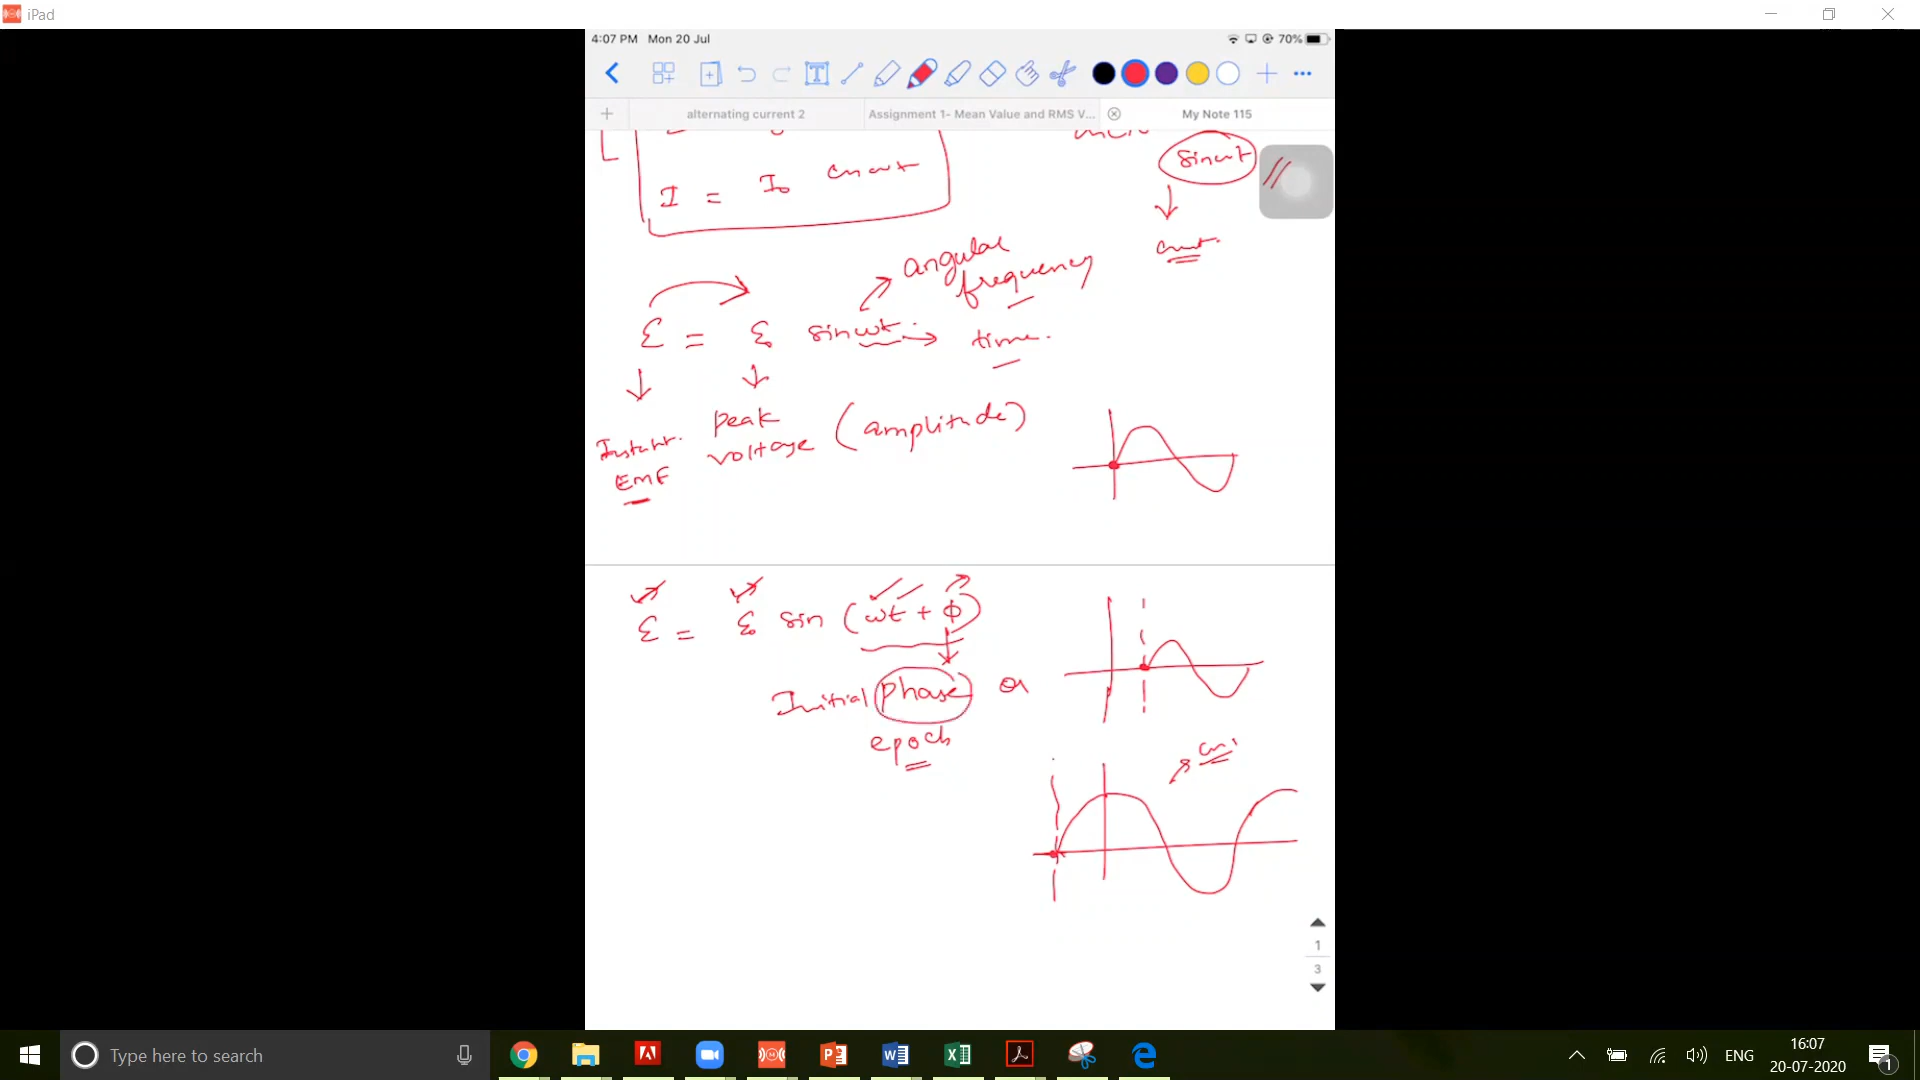 iPad
4:07 PM Mon 20 Jul
70%
alternating current 2
Assignment 1- Mean Value and RMS V...
My Note 115
I = I₀ cosωt
sinωt
cosωt.
angular
frequency
ε = ε₀ sinωt.
time.
Peak
voltage (amplitude)
Instant.
EMF
ε = ε₀ sin (ωt + ϕ)
Initial phase or
epoch
1
3
Type here to search
ENG
16:07
20-07-2020
1